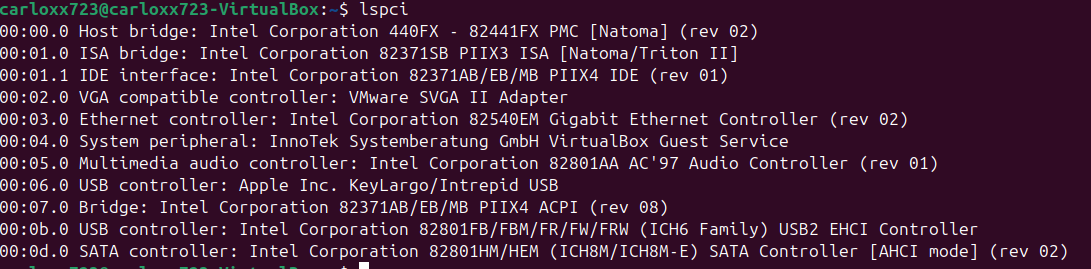 carloxx723@carloxx723-VirtualBox:~$ lspci
00:00.0 Host bridge: Intel Corporation 440FX - 82441FX PMC [Natoma] (rev 02)
00:01.0 ISA bridge: Intel Corporation 82371SB PIIX3 ISA [Natoma/Triton II]
00:01.1 IDE interface: Intel Corporation 82371AB/EB/MB PIIX4 IDE (rev 01)
00:02.0 VGA compatible controller: VMware SVGA II Adapter
00:03.0 Ethernet controller: Intel Corporation 82540EM Gigabit Ethernet Controller (rev 02)
00:04.0 System peripheral: InnoTek Systemberatung GmbH VirtualBox Guest Service
00:05.0 Multimedia audio controller: Intel Corporation 82801AA AC'97 Audio Controller (rev 01)
00:06.0 USB controller: Apple Inc. KeyLargo/Intrepid USB
00:07.0 Bridge: Intel Corporation 82371AB/EB/MB PIIX4 ACPI (rev 08)
00:0b.0 USB controller: Intel Corporation 82801FB/FBM/FR/FW/FRW (ICH6 Family) USB2 EHCI Controller
00:0d.0 SATA controller: Intel Corporation 82801HM/HEM (ICH8M/ICH8M-E) SATA Controller [AHCI mode] (rev 02)